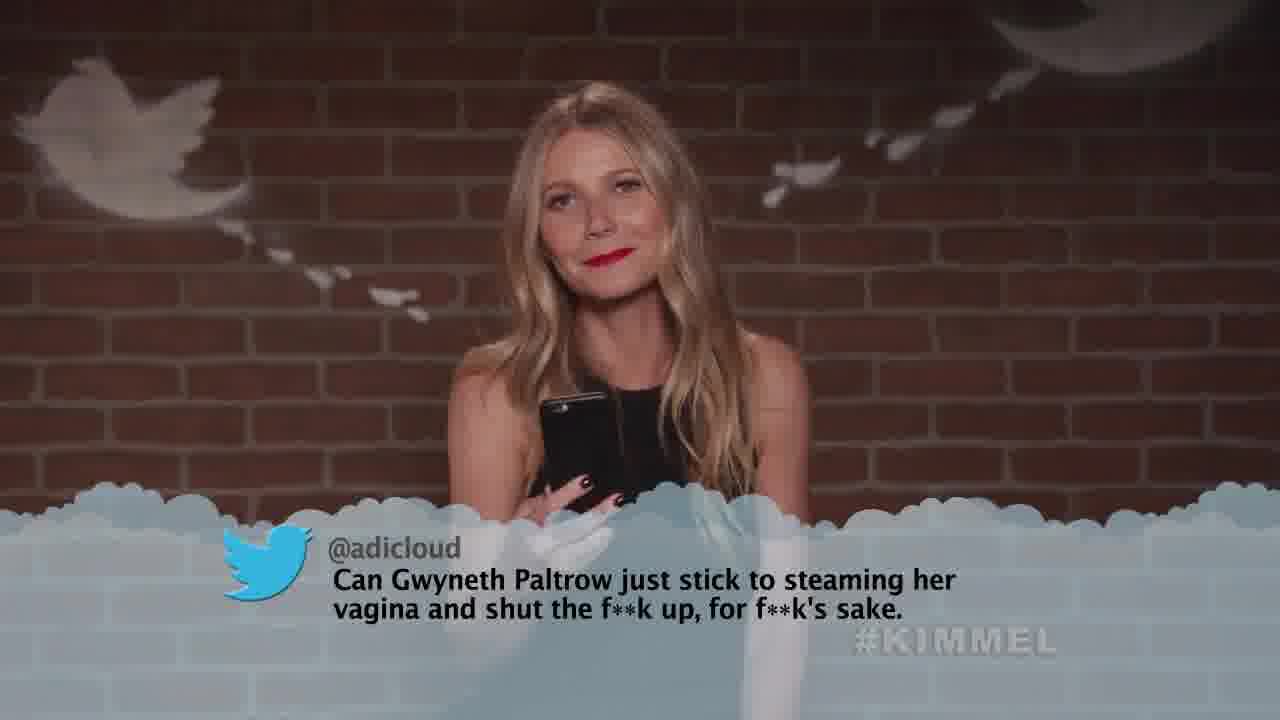 @adicloud
Can Gwyneth Paltrow just stick to steaming her
vagina and shut the f**k up, for f**k's sake.
#KIMMEL